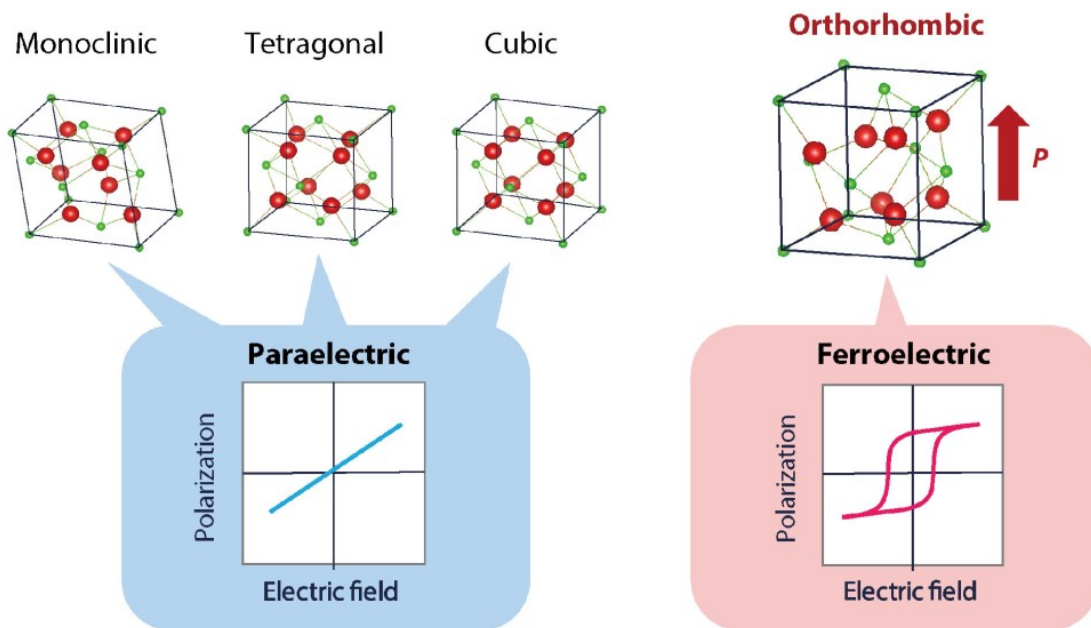 Monoclinic
Tetragonal
Cubic
Orthorhombic
P
Paraelectric
Polarization
Electric field
Ferroelectric
Polarization
Electric field